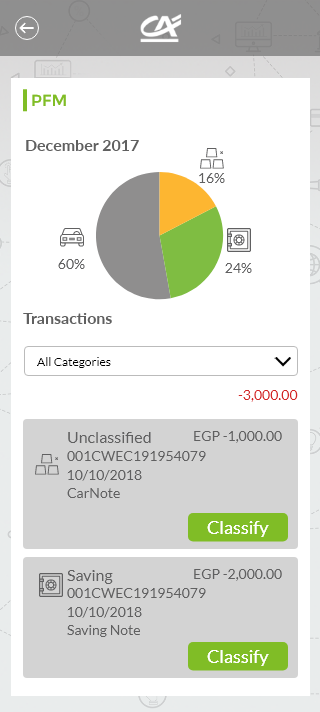 CA
PFM
December 2017
16%
60%
24%
Transactions
All Categories
-3,000.00
Unclassified
EGP -1,000.00
001CWEC191954079
10/10/2018
CarNote
Classify
Saving
EGP -2,000.00
001CWEC191954079
10/10/2018
Saving Note
Classify